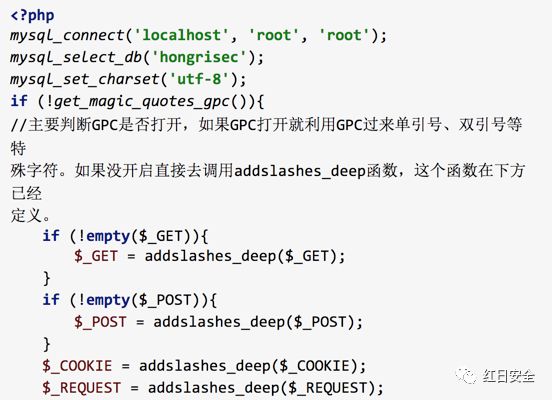 <?php
mysql_connect('localhost', 'root', 'root');
mysql_select_db('hongrisec');
mysql_set_charset('utf-8');
if (!get_magic_quotes_gpc()){
//主要判断GPC是否打开，如果GPC打开就利用GPC过来单引号、双引号等
特
殊字符。如果没开启直接去调用addslashes_deep函数，这个函数在下方
已经
定义。
if (!empty($_GET)){
$_GET = addslashes_deep($_GET);
}
if (!empty($_POST)){
$_POST = addslashes_deep($_POST);
}
$_COOKIE = addslashes_deep($_COOKIE);
$_REQUEST = addslashes_deep($_REQUEST);
红日安全